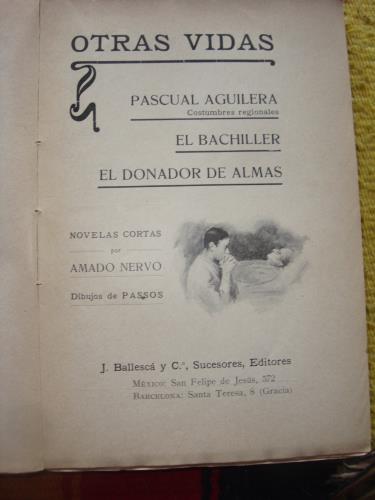 OTRAS VIDAS
PASCUAL AGUILERA
Costumbres regionales
EL BACHILLER
EL DONADOR DE ALMAS
NOVELAS CORTAS
por
AMADO NERVO
Dibujos de PASSOS
J. Ballescá y C.ª, Sucesores, Editores
MÉXICO: San Felipe de Jesús, 572
BARCELONA: Santa Teresa, 8 (Gracia)